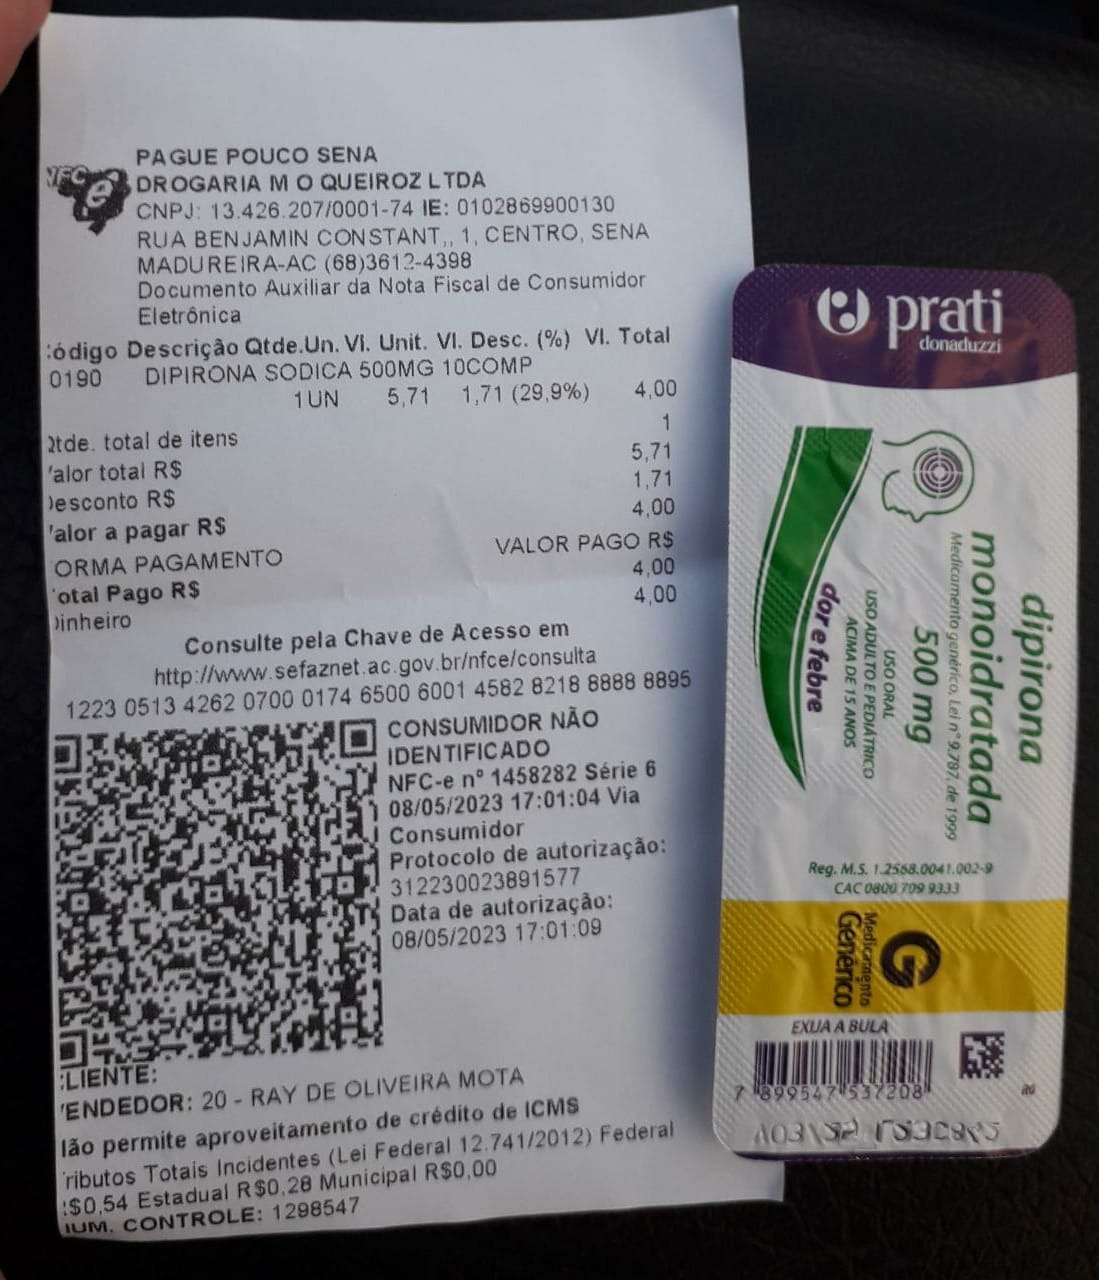 NFC
e
PAGUE POUCO SENA
DROGARIA M O QUEIROZ LTDA
CNPJ: 13.426.207/0001-74 IE: 0102869900130
RUA BENJAMIN CONSTANT,, 1, CENTRO, SENA
MADUREIRA-AC (68)3612-4398
Documento Auxiliar da Nota Fiscal de Consumidor
Eletrônica
:ódigo Descrição Qtde.Un. Vl. Unit. Vl. Desc. (%) Vl. Total
0190 DIPIRONA SODICA 500MG 10COMP
1UN 5,71 1,71 (29,9%) 4,00
Qtde. total de itens 1
'alor total R$ 5,71
)esconto R$ 1,71
'alor a pagar R$ 4,00
ORMA PAGAMENTO VALOR PAGO R$
otal Pago R$ 4,00
)inheiro 4,00
Consulte pela Chave de Acesso em
http://www.sefaznet.ac.gov.br/nfce/consulta
1223 0513 4262 0700 0174 6500 6001 4582 8218 8888 8895
CONSUMIDOR NÃO
IDENTIFICADO
NFC-e nº 1458282 Série 6
08/05/2023 17:01:04 Via
Consumidor
Protocolo de autorização:
312230023891577
Data de autorização:
08/05/2023 17:01:09
:LIENTE:
'ENDEDOR: 20 - RAY DE OLIVEIRA MOTA
lão permite aproveitamento de crédito de ICMS
'ributos Totais Incidentes (Lei Federal 12.741/2012) Federal
:$0,54 Estadual R$0,28 Municipal R$0,00
IUM. CONTROLE: 1298547
prati
donaduzzi
dipirona
monoidratada
Medicamento genérico, Lei nº 9.787, de 1999
500 mg
USO ORAL
USO ADULTO E PEDIÁTRICO
ACIMA DE 15 ANOS
dor e febre
Reg. M.S. 1.2568.0041.002-9
CAC 0800 709 9333
G
Medicamento
Genérico
EXIJA A BULA
7 899547 537208